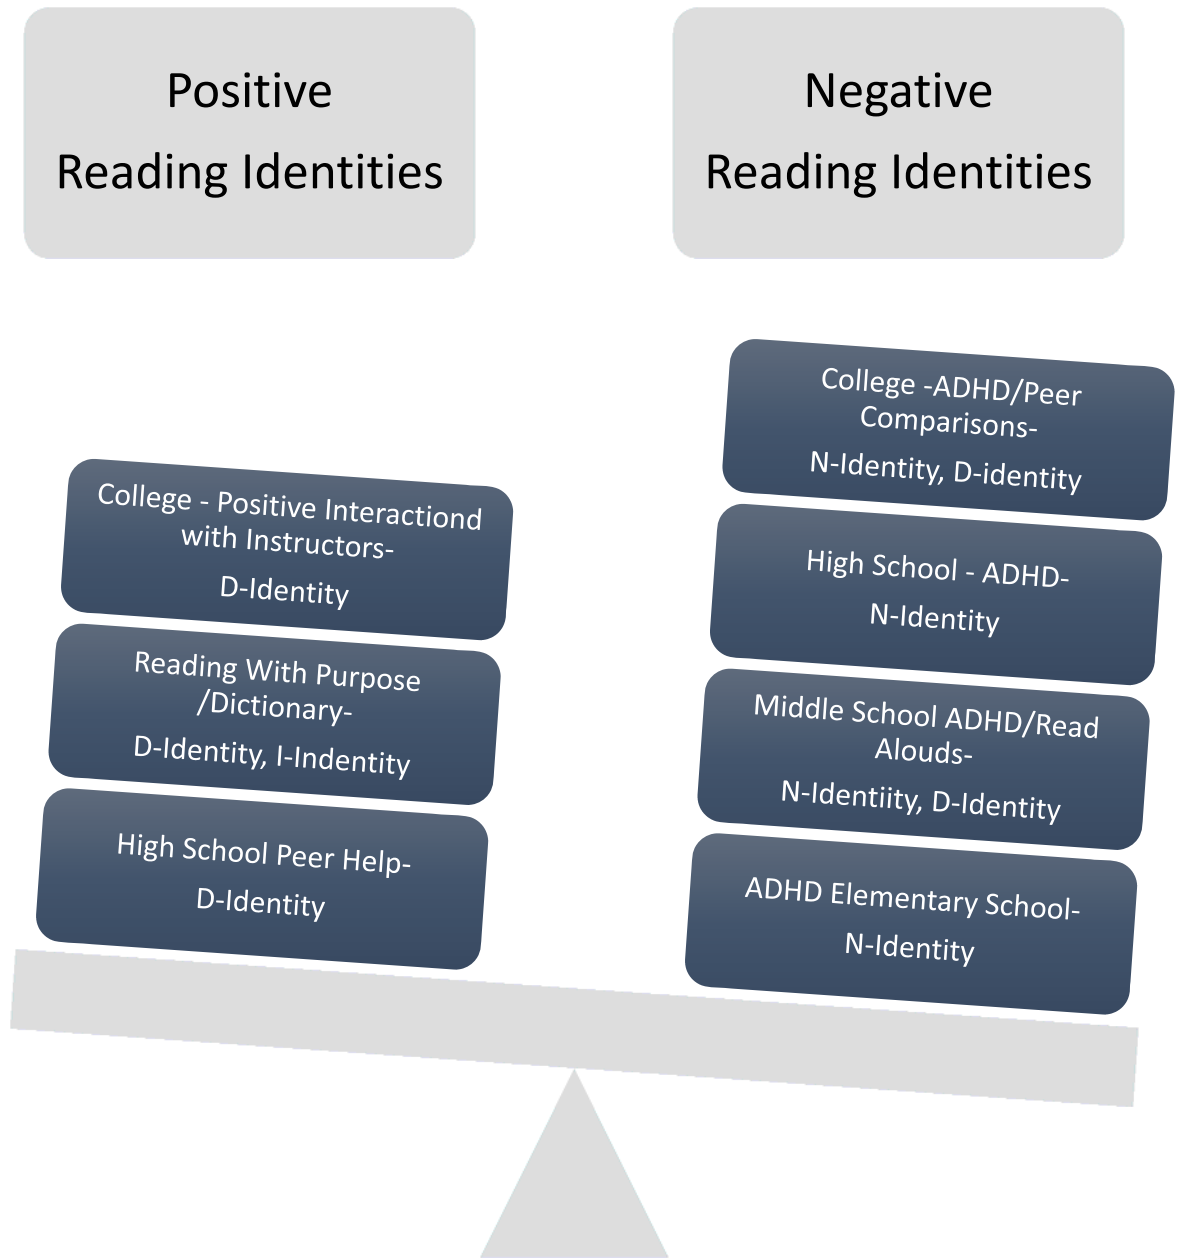 Positive
Reading Identities
Negative
Reading Identities
College - Positive Interactiond
with Instructors-
D-Identity
Reading With Purpose
/Dictionary-
D-Identity, I-Indentity
High School Peer Help-
D-Identity
College -ADHD/Peer
Comparisons-
N-Identity, D-identity
High School - ADHD-
N-Identity
Middle School ADHD/Read
Alouds-
N-Identiity, D-Identity
ADHD Elementary School-
N-Identity